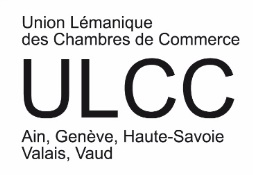 Union Lémanique
des Chambres de Commerce
ULCC
Ain, Genève, Haute-Savoie
Valais, Vaud